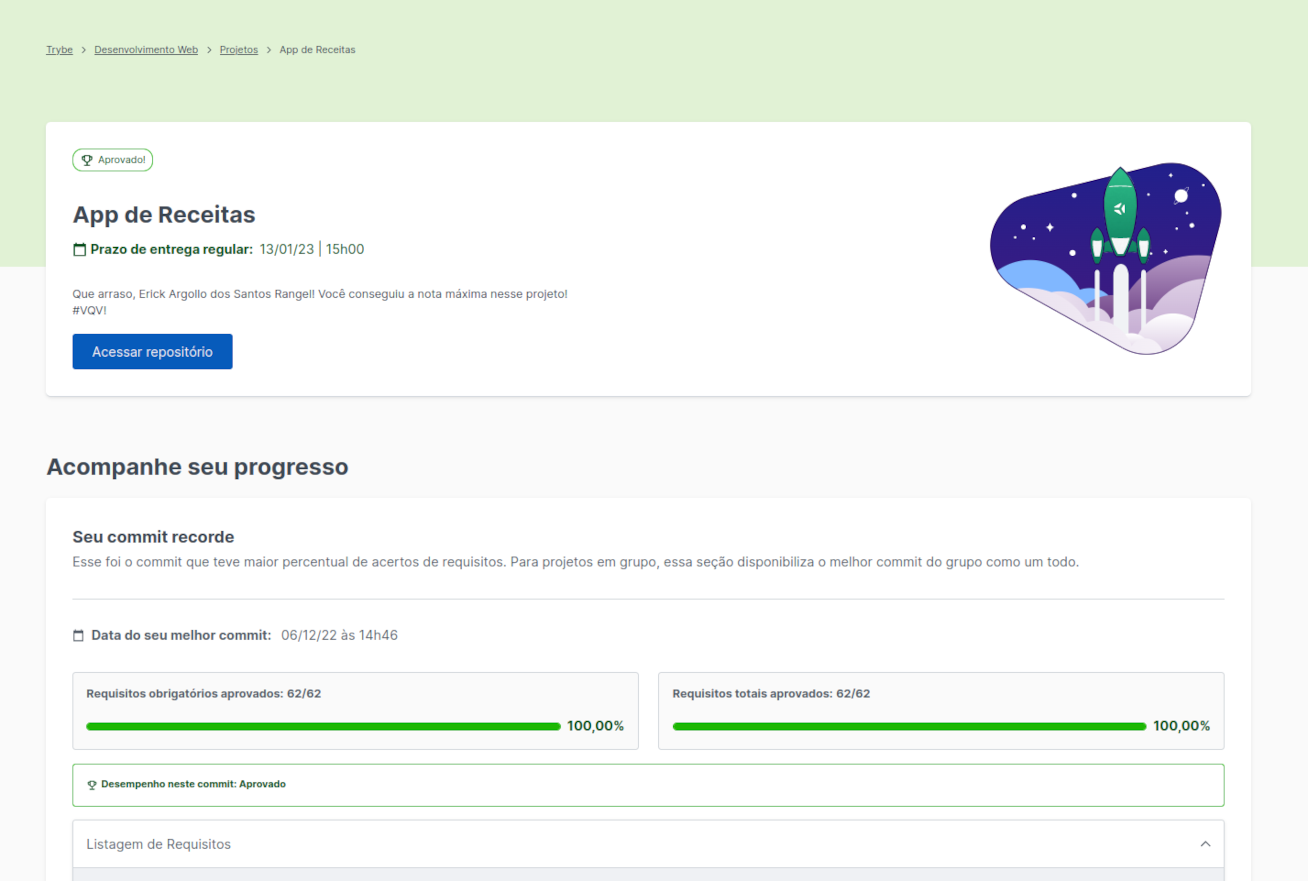 Trybe > Desenvolvimento Web > Projetos > App de Receitas
Aprovado!
App de Receitas
Prazo de entrega regular: 13/01/23 | 15h00
Que arraso, Erick Argollo dos Santos Rangel! Você conseguiu a nota máxima nesse projeto!
#VQV!
Acessar repositório
Acompanhe seu progresso
Seu commit recorde
Esse foi o commit que teve maior percentual de acertos de requisitos. Para projetos em grupo, essa seção disponibiliza o melhor commit do grupo como um todo.
Data do seu melhor commit: 06/12/22 às 14h46
Requisitos obrigatórios aprovados: 62/62
100,00%
Requisitos totais aprovados: 62/62
100,00%
Desempenho neste commit: Aprovado
Listagem de Requisitos